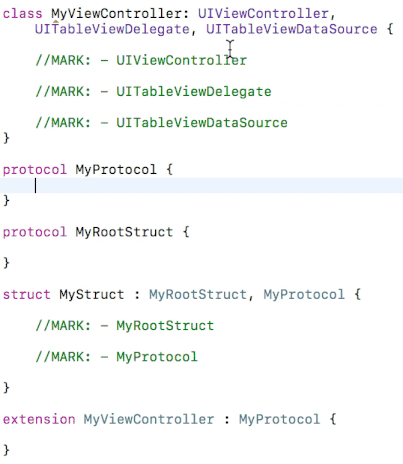 class MyViewController: UIViewController,
UITableViewDelegate, UITableViewDataSource {
//MARK: - UIViewController
//MARK: - UITableViewDelegate
//MARK: - UITableViewDataSource
}
protocol MyProtocol {
}
protocol MyRootStruct {
}
struct MyStruct : MyRootStruct, MyProtocol {
//MARK: - MyRootStruct
//MARK: - MyProtocol
}
extension MyViewController : MyProtocol {
}